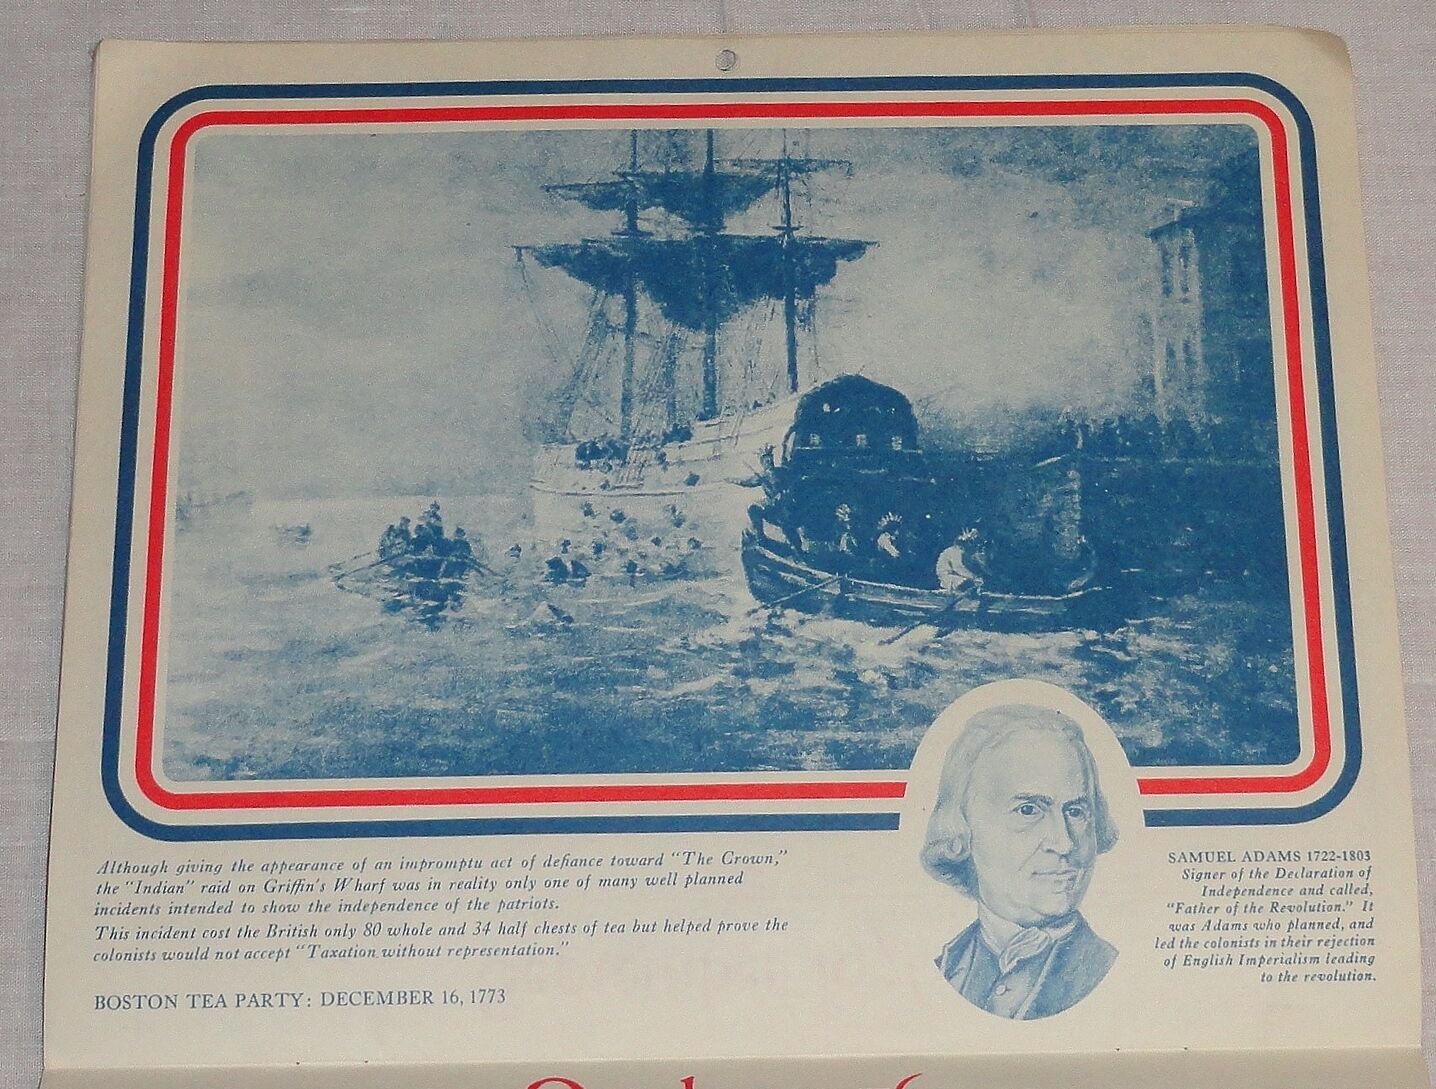 Although giving the appearance of an impromptu act of defiance toward "The Crown,"
the "Indian" raid on Griffin's Wharf was in reality only one of many well planned
incidents intended to show the independence of the patriots.
This incident cost the British only 80 whole and 34 half chests of tea but helped prove the
colonists would not accept "Taxation without representation."
BOSTON TEA PARTY: DECEMBER 16, 1773
SAMUEL ADAMS 1722-1803
Signer of the Declaration of
Independence and called,
"Father of the Revolution." It
was Adams who planned, and
led the colonists in their rejection
of English Imperialism leading
to the revolution.